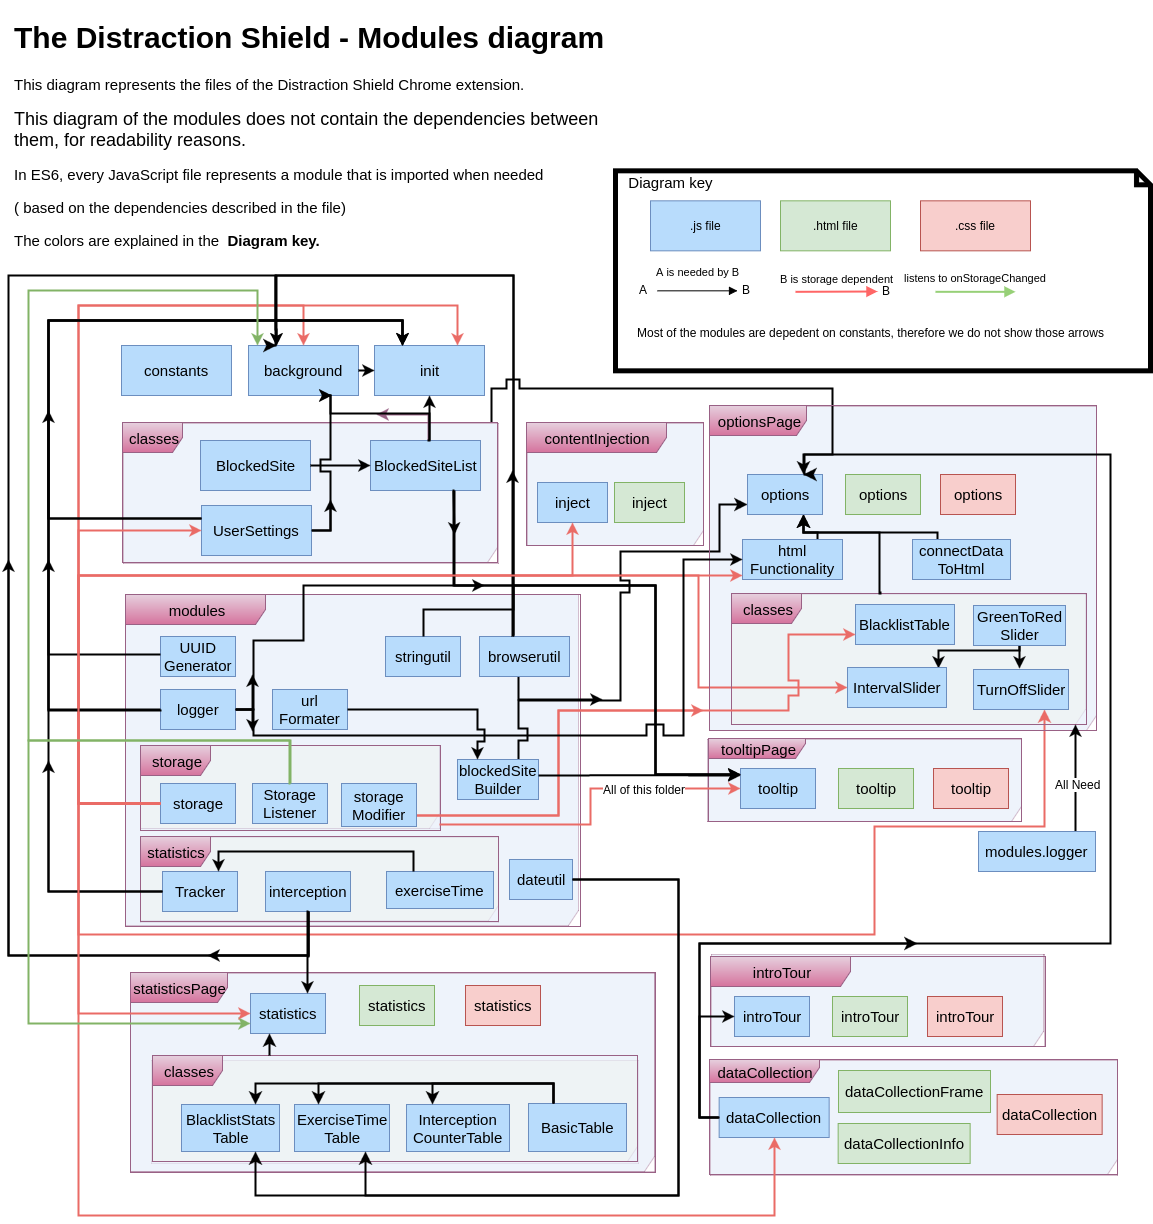 The Distraction Shield - Modules diagram
This diagram represents the files of the Distraction Shield Chrome extension.
This diagram of the modules does not contain the dependencies between
them, for readability reasons.
In ES6, every JavaScript file represents a module that is imported when needed
( based on the dependencies described in the file)
The colors are explained in the Diagram key.
Diagram key
.js file
.html file
.css file
A is needed by B
A
B
B is storage dependent
B
listens to onStorageChanged
Most of the modules are depedent on constants, therefore we do not show those arrows
constants
background
init
classes
BlockedSite
BlockedSiteList
UserSettings
contentInjection
inject
inject
optionsPage
options
options
options
html
Functionality
connectData
ToHtml
classes
BlacklistTable
GreenToRed
Slider
IntervalSlider
TurnOffSlider
modules
UUID
Generator
stringutil
browserutil
logger
url
Formater
storage
storage
Storage
Listener
storage
Modifier
blockedSite
Builder
All of this folder
tooltipPage
tooltip
tooltip
tooltip
All Need
modules.logger
statistics
Tracker
interception
exerciseTime
dateutil
statisticsPage
statistics
statistics
statistics
classes
BlacklistStats
Table
ExerciseTime
Table
Interception
CounterTable
BasicTable
introTour
introTour
introTour
introTour
dataCollection
dataCollection
dataCollectionFrame
dataCollection
dataCollectionInfo